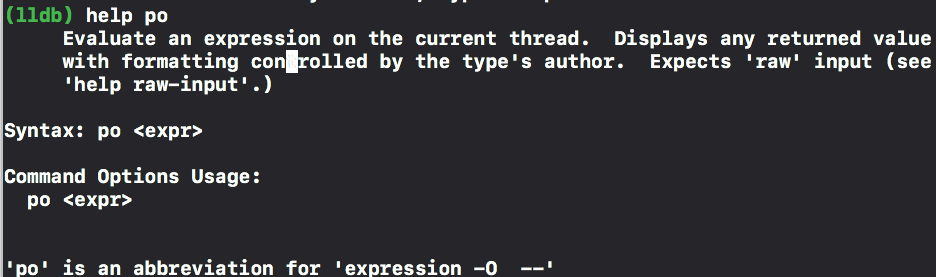 (lldb) help po
     Evaluate an expression on the current thread.  Displays any returned value
     with formatting controlled by the type's author.  Expects 'raw' input (see
     'help raw-input'.)

Syntax: po <expr>

Command Options Usage:
  po <expr>


'po' is an abbreviation for 'expression -O  --'